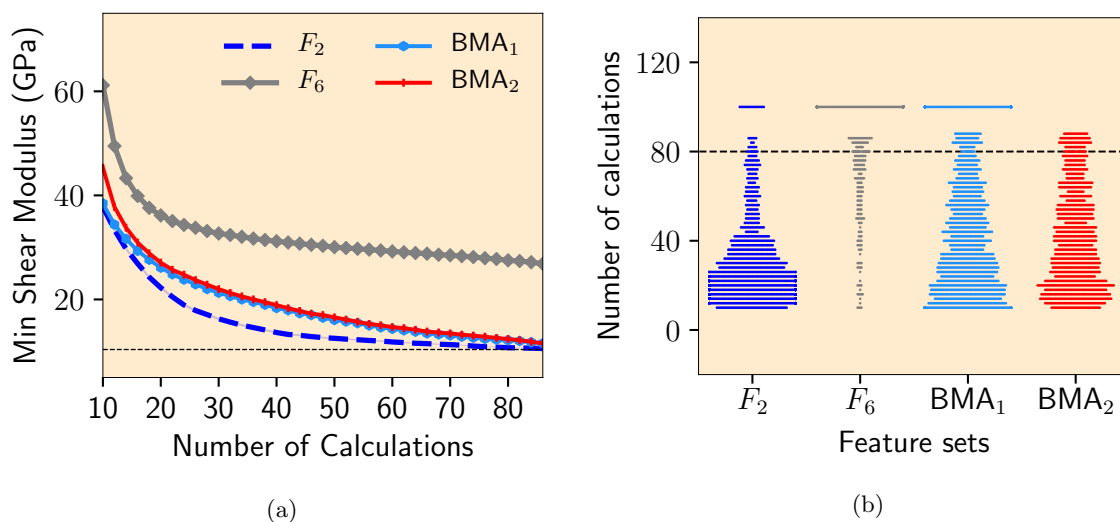 Min Shear Modulus (GPa)
60
40
20
10 20 30 40 50 60 70 80
Number of Calculations
F₂
F₆
BMA₁
BMA₂
(a)
Number of calculations
120
80
40
0
F₂ F₆ BMA₁ BMA₂
Feature sets
(b)